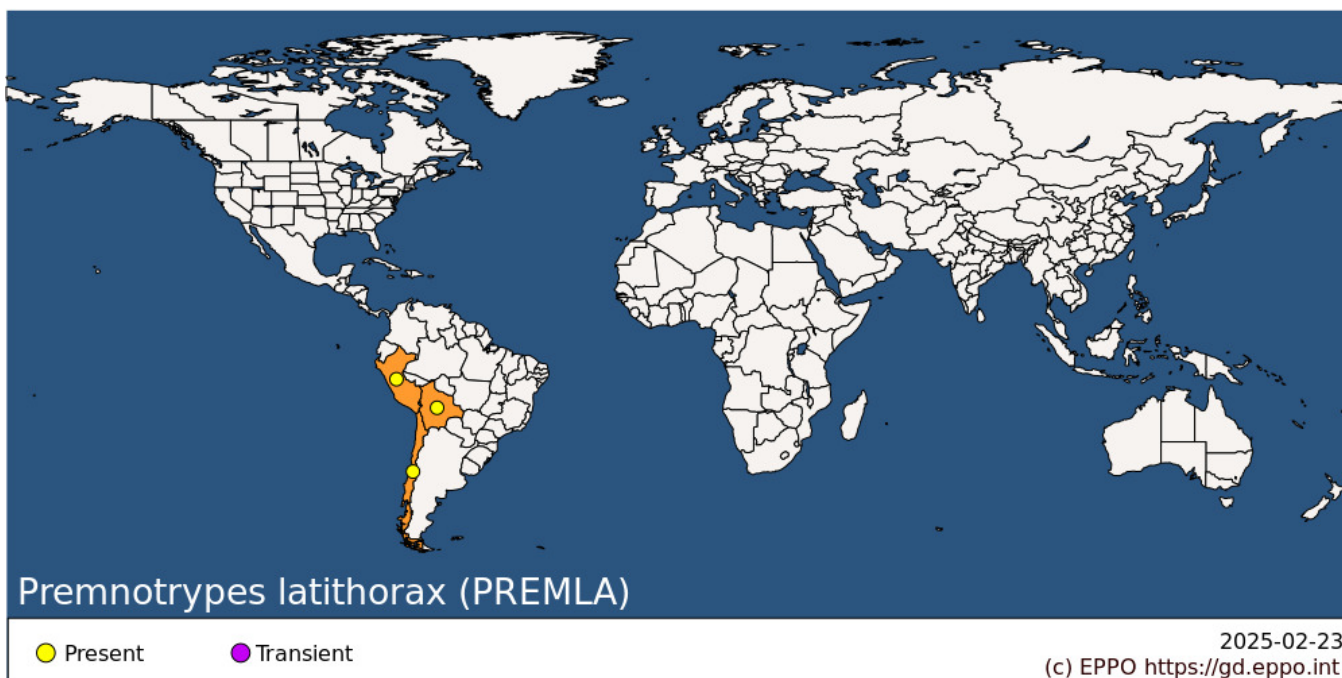 Premnotrypes latithorax (PREMLA)
Present
Transient
2025-02-23
(c) EPPO https://gd.eppo.int